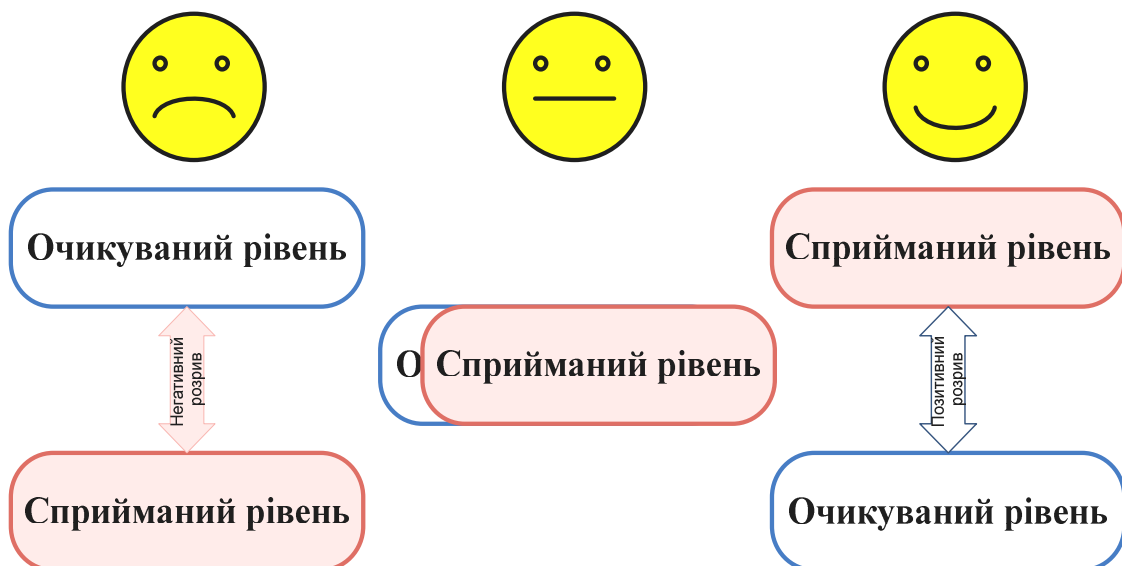 Очикуваний рівень
Негативний
розрив
Сприйманий рівень
О
Сприйманий рівень
Сприйманий рівень
Позитивний
розрив
Очикуваний рівень